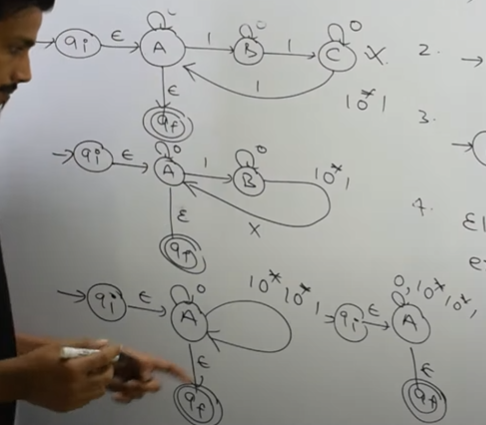 qi ε A 0 1 B 0 1 C 0 X 2. →
1
ε 10*1
qf 3.
qi ε A 0 1 B 0 10*1
ε X 4. ε
qf e
qi ε A 0 10*10*1 qi ε A 0,10*10*1
ε ε
qf qf